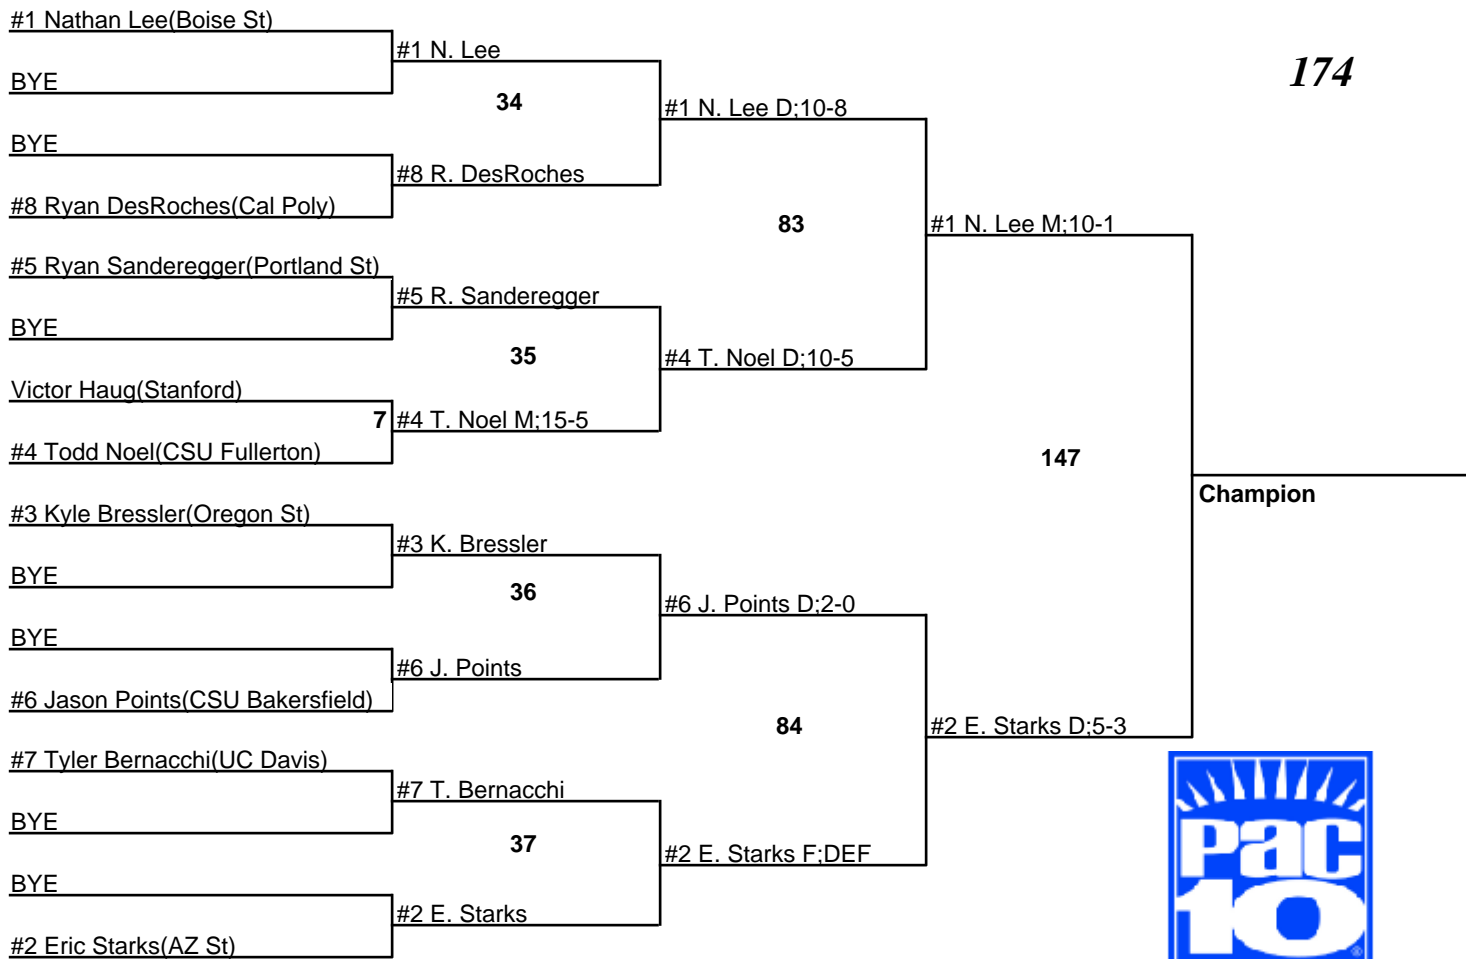 #1 Nathan Lee(Boise St)
BYE
BYE
#8 Ryan DesRoches(Cal Poly)
#5 Ryan Sanderegger(Portland St)
BYE
Victor Haug(Stanford)
#4 Todd Noel(CSU Fullerton)
#3 Kyle Bressler(Oregon St)
BYE
BYE
#6 Jason Points(CSU Bakersfield)
#7 Tyler Bernacchi(UC Davis)
BYE
BYE
#2 Eric Starks(AZ St)
7
#1 N. Lee
34
#8 R. DesRoches
#5 R. Sanderegger
35
#4 T. Noel M;15-5
#3 K. Bressler
36
#6 J. Points
#7 T. Bernacchi
37
#2 E. Starks
#1 N. Lee D;10-8
83
#4 T. Noel D;10-5
#6 J. Points D;2-0
84
#2 E. Starks F;DEF
#1 N. Lee M;10-1
147
#2 E. Starks D;5-3
174
Champion
PAC
10
®